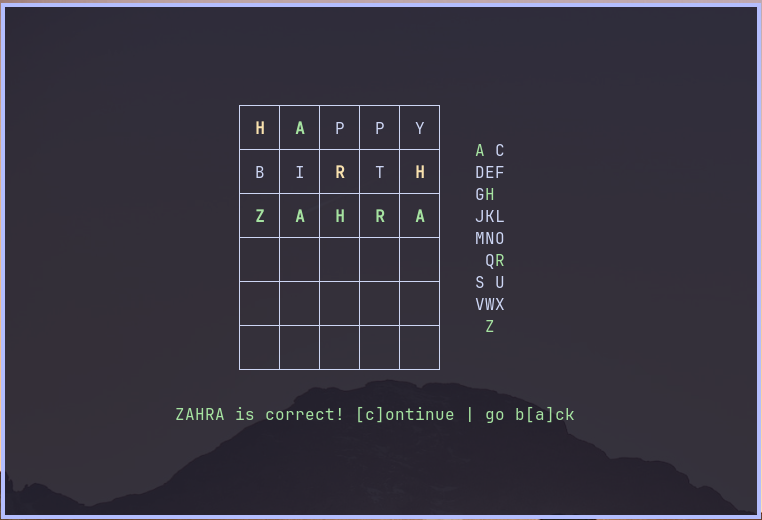 H A P P Y
B I R T H
Z A H R A
A C
DEF
GH
JKL
MNO
QR
S U
VWX
Z
ZAHRA is correct! [c]ontinue | go b[a]ck